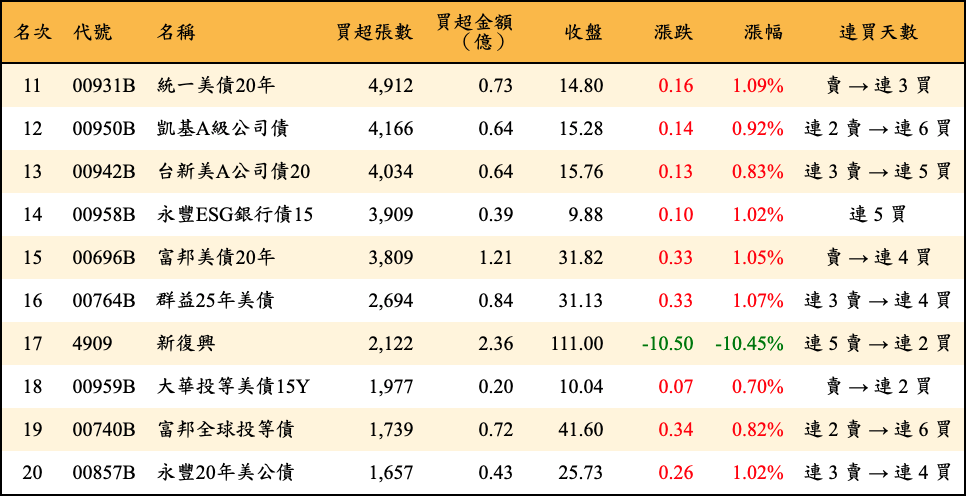 名次 代號 名稱 買超張數 買超金額（億） 收盤 漲跌 漲幅 連買天數
11 00931B 統一美債20年 4,912 0.73 14.80 0.16 1.09% 賣 → 連 3 買
12 00950B 凱基A級公司債 4,166 0.64 15.28 0.14 0.92% 連 2 賣 → 連 6 買
13 00942B 台新美A公司債20 4,034 0.64 15.76 0.13 0.83% 連 3 賣 → 連 5 買
14 00958B 永豐ESG銀行債15 3,909 0.39 9.88 0.10 1.02% 連 5 買
15 00696B 富邦美債20年 3,809 1.21 31.82 0.33 1.05% 賣 → 連 4 買
16 00764B 群益25年美債 2,694 0.84 31.13 0.33 1.07% 連 3 賣 → 連 4 買
17 4909 新復興 2,122 2.36 111.00 -10.50 -10.45% 連 5 賣 → 連 2 買
18 00959B 大華投等美債15Y 1,977 0.20 10.04 0.07 0.70% 賣 → 連 2 買
19 00740B 富邦全球投等債 1,739 0.72 41.60 0.34 0.82% 連 2 賣 → 連 6 買
20 00857B 永豐20年美公債 1,657 0.43 25.73 0.26 1.02% 連 3 賣 → 連 4 買